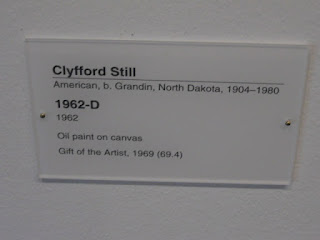 Clyfford Still
American, b. Grandin, North Dakota, 1904–1980
1962-D
1962
Oil paint on canvas
Gift of the Artist, 1969 (69.4)